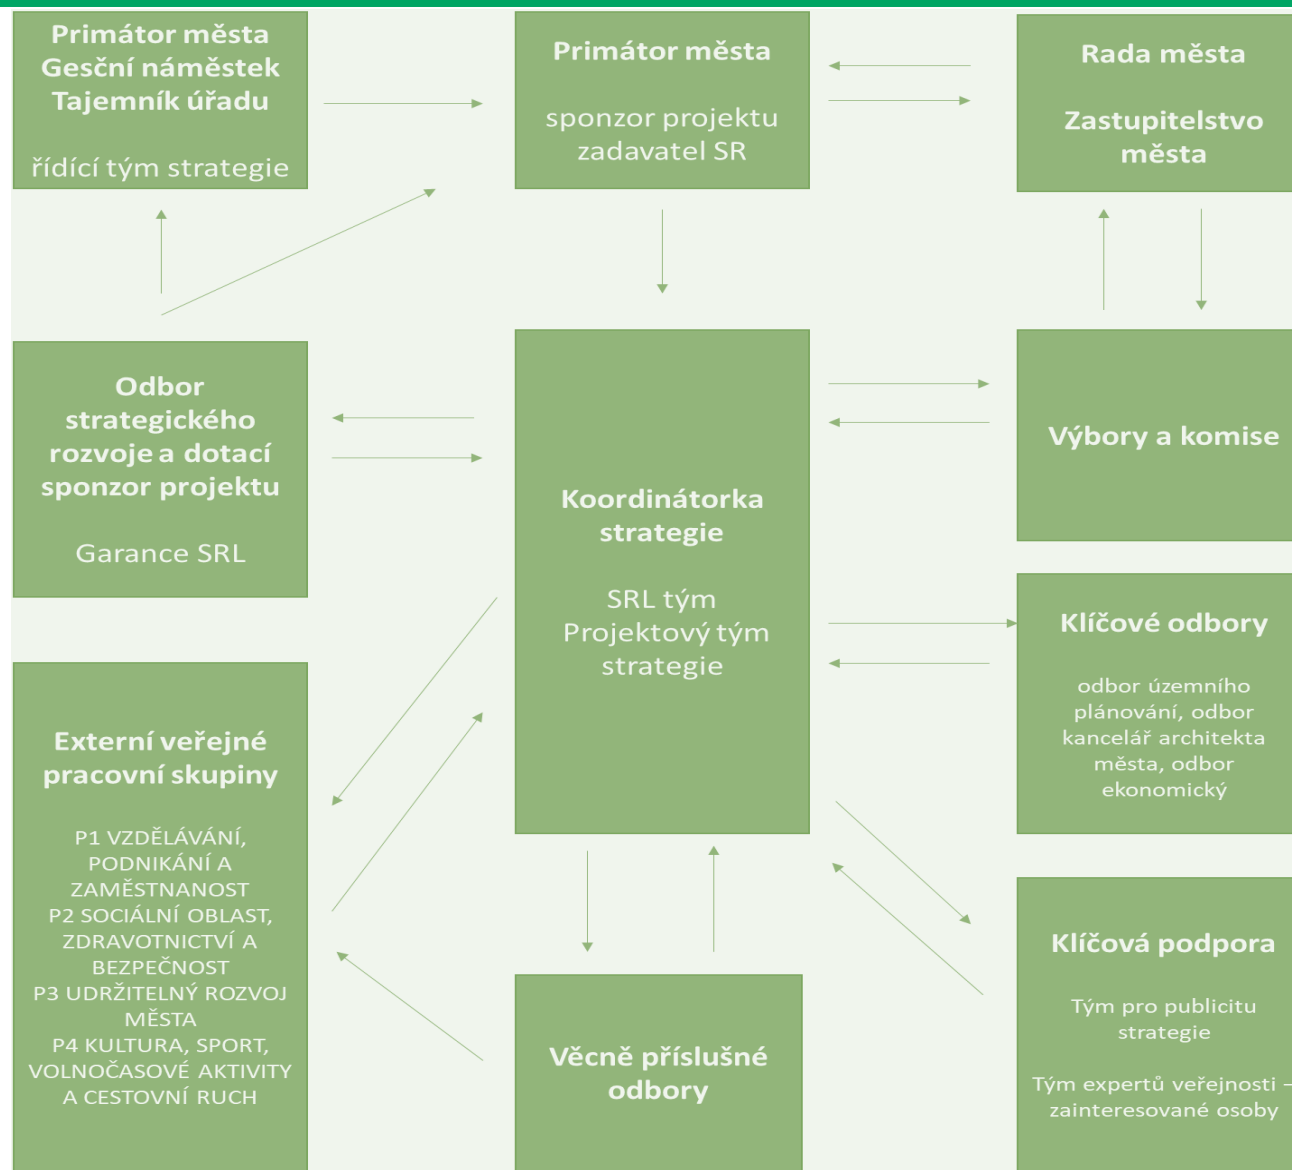 Primátor města
Gesční náměstek
Tajemník úřadu
řídící tým strategie
Primátor města
sponzor projektu
zadavatel SR
Rada města
Zastupitelstvo
města
Odbor
strategického
rozvoje a dotací
sponzor projektu
Garance SRL
Koordinátorka
strategie
SRL tým
Projektový tým
strategie
Výbory a komise
Klíčové odbory
odbor územního
plánování, odbor
kancelář architekta
města, odbor
ekonomický
Externí veřejné
pracovní skupiny
P1 VZDĚLÁVÁNÍ,
PODNIKÁNÍ A
ZAMĚSTNANOST
P2 SOCIÁLNÍ OBLAST,
ZDRAVOTNICTVÍ A
BEZPEČNOST
P3 UDRŽITELNÝ ROZVOJ
MĚSTA
P4 KULTURA, SPORT,
VOLNOČASOVÉ AKTIVITY
A CESTOVNÍ RUCH
Věcně příslušné
odbory
Klíčová podpora
Tým pro publicitu
strategie
Tým expertů veřejnosti –
zainteresované osoby